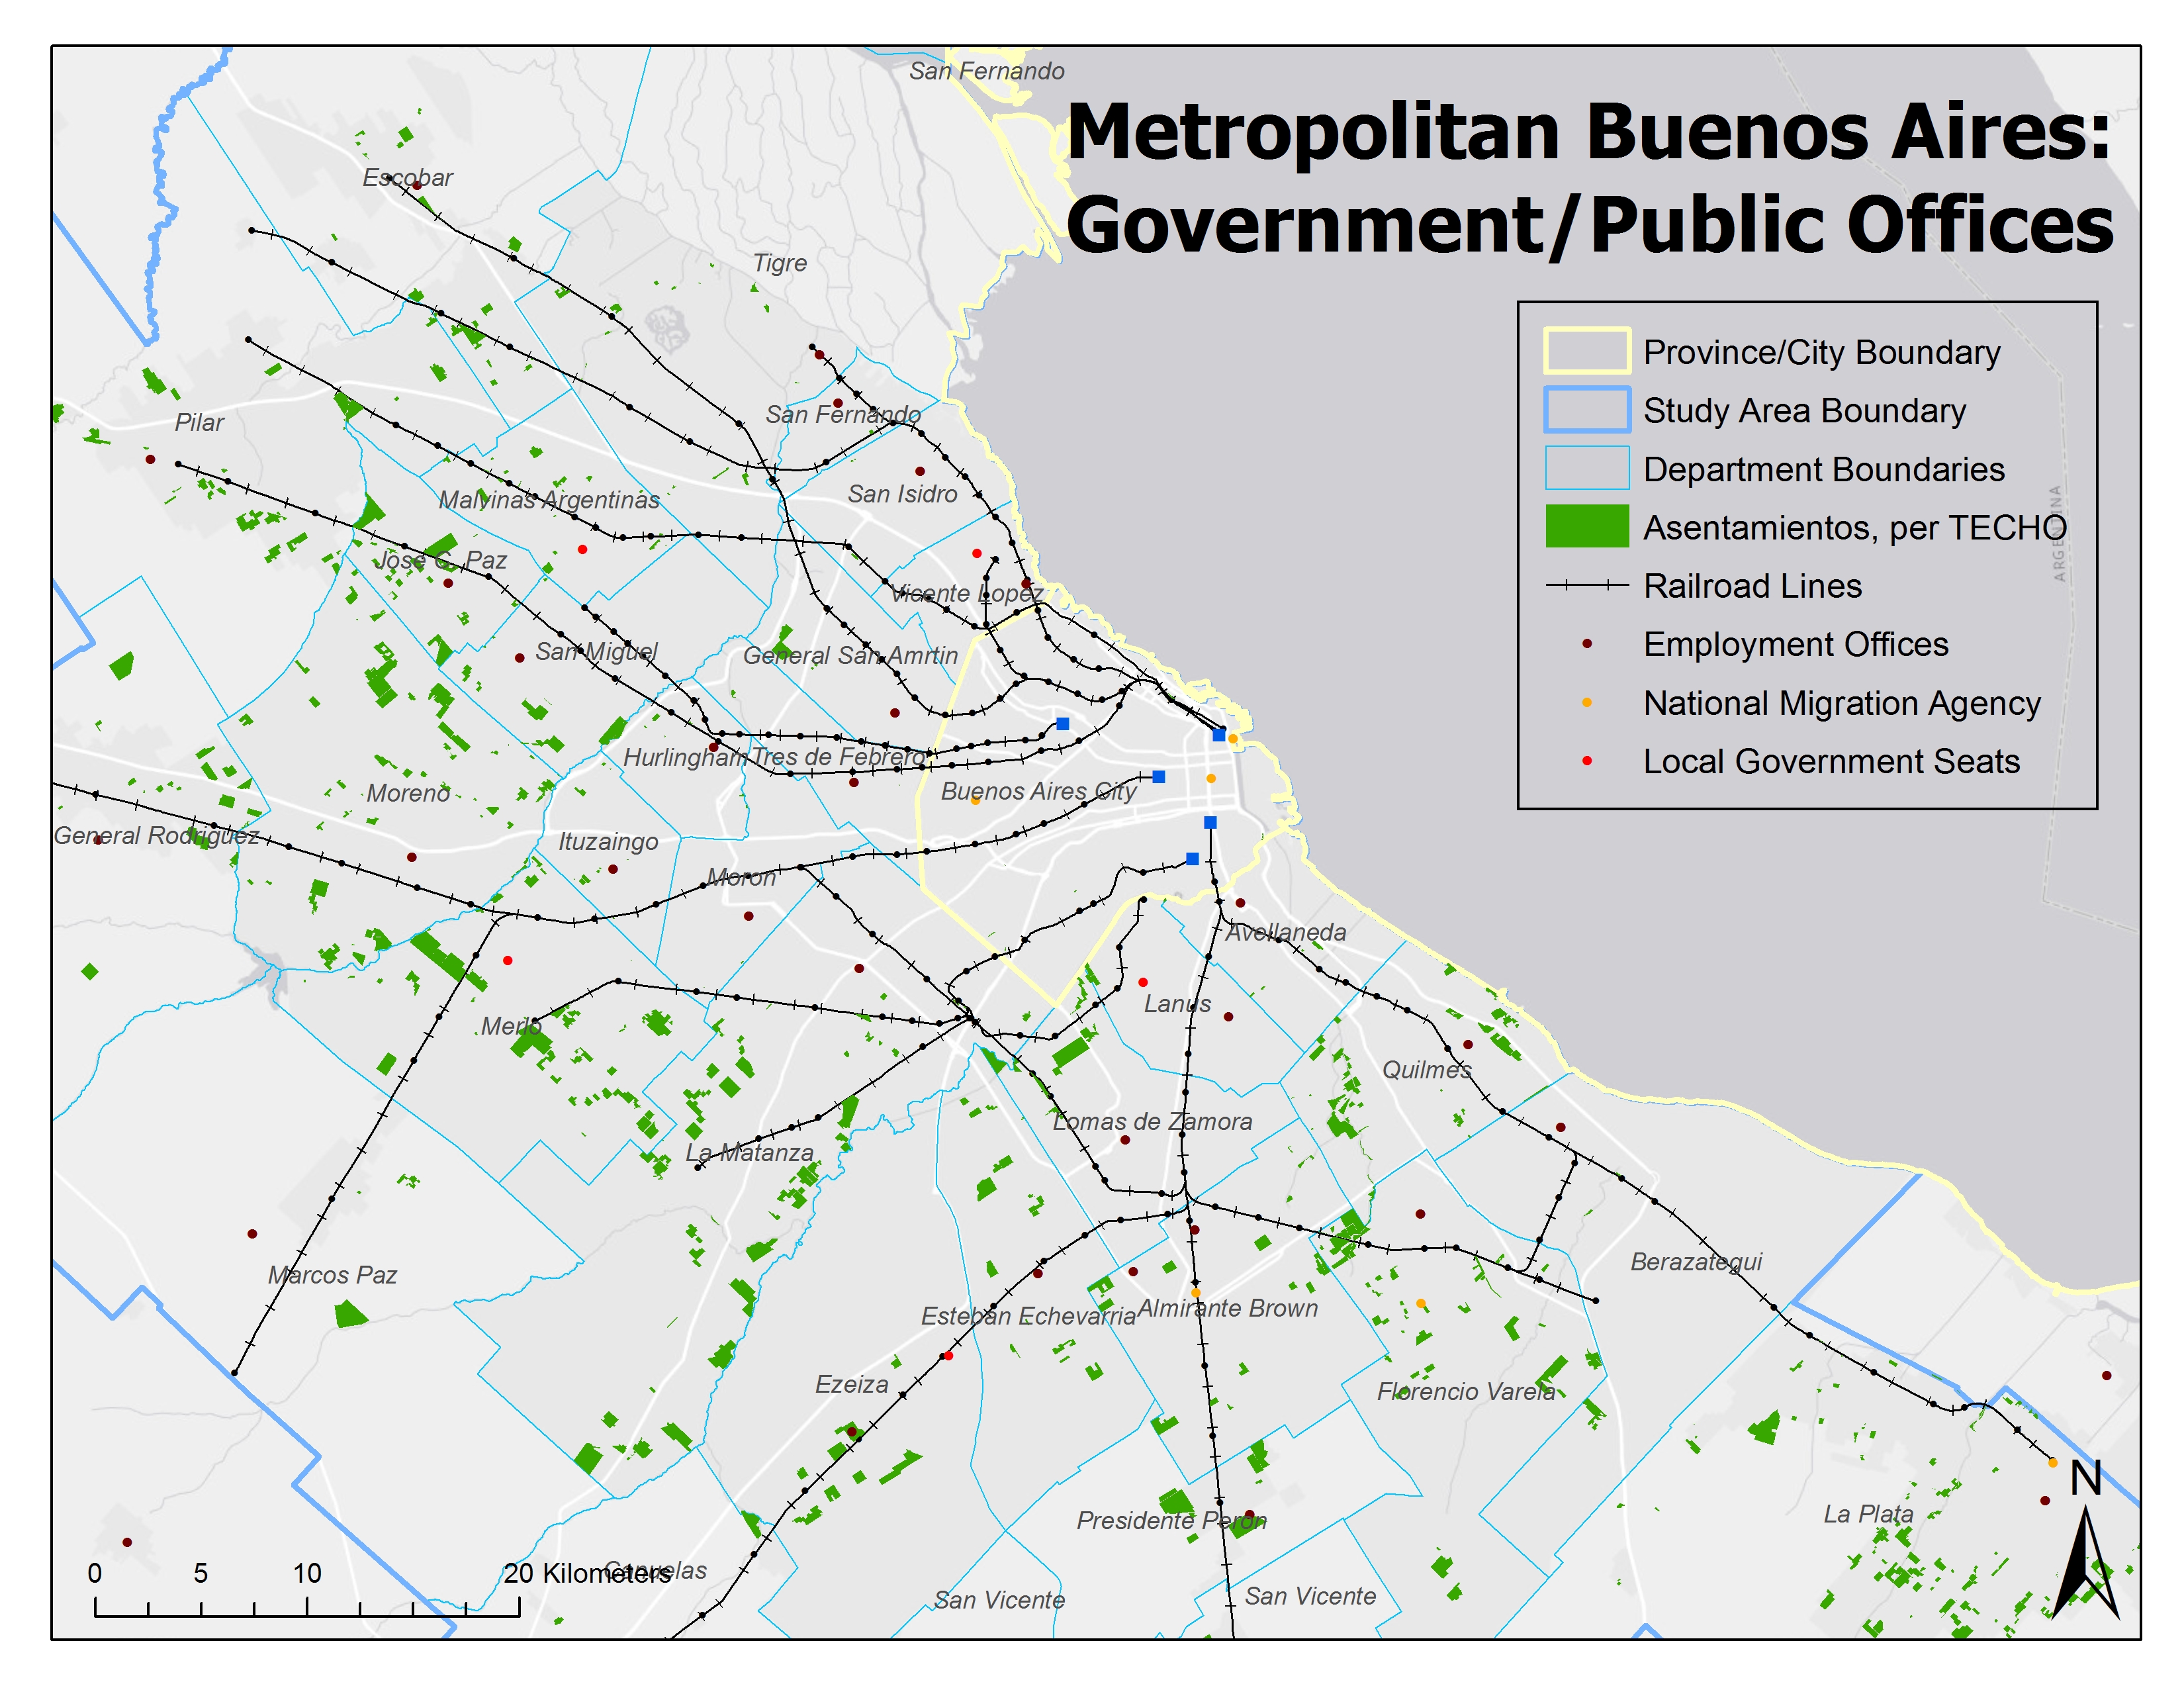 San Fernando
Metropolitan Buenos Aires:
Government/Public Offices
Escobar
Tigre
Province/City Boundary
Study Area Boundary
Department Boundaries
Asentamientos, per TECHO
Railroad Lines
Employment Offices
National Migration Agency
Local Government Seats
ARGENTINA
San Fernando
Pilar
San Isidro
Malvinas Argentinas
Jose C. Paz
Vicente Lopez
San Miguel
General San Amrtin
Hurlingham
Tres de Febrero
Buenos Aires City
Moreno
General Rodriguez
Ituzaingo
Moron
Avellaneda
Lanus
Merlo
Quilmes
Lomas de Zamora
La Matanza
Berazategui
Marcos Paz
Esteban Echevarria
Almirante Brown
Ezeiza
Florencio Varela
N
La Plata
Presidente Peron
Canuelas
0 5 10 20 Kilometers
San Vicente
San Vicente